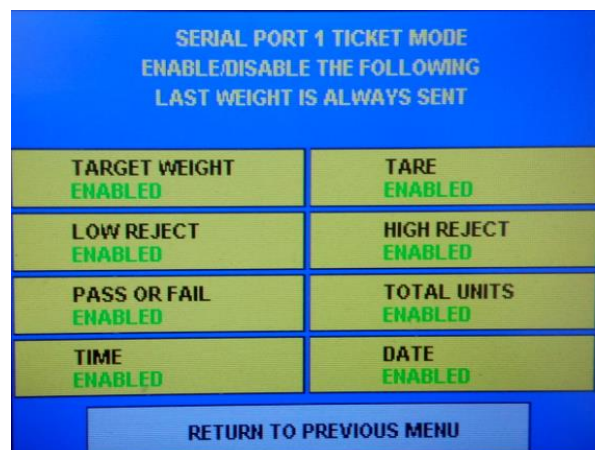 SERIAL PORT 1 TICKET MODE
ENABLE/DISABLE THE FOLLOWING
LAST WEIGHT IS ALWAYS SENT
TARGET WEIGHT
ENABLED
TARE
ENABLED
LOW REJECT
ENABLED
HIGH REJECT
ENABLED
PASS OR FAIL
ENABLED
TOTAL UNITS
ENABLED
TIME
ENABLED
DATE
ENABLED
RETURN TO PREVIOUS MENU